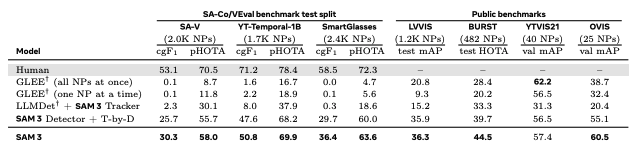 SA-Co/VEval benchmark test split Public benchmarks
SA-V YT-Temporal-1B SmartGlasses LVVIS BURST YTVIS21 OVIS
(2.0K NPs) (1.7K NPs) (2.4K NPs) (1.2K NPs) (482 NPs) (40 NPs) (25 NPs)
Model cgF1 pHOTA cgF1 pHOTA cgF1 pHOTA test mAP test HOTA val mAP val mAP
Human 53.1 70.5 71.2 78.4 58.5 72.3 – – – –
GLEE† (all NPs at once) 0.1 8.7 1.6 16.7 0.0 4.7 20.8 28.4 62.2 38.7
GLEE† (one NP at a time) 0.1 11.8 2.2 18.9 0.1 5.6 9.3 20.2 56.5 32.4
LLMDet† + SAM 3 Tracker 2.3 30.1 8.0 37.9 0.3 18.6 15.2 33.3 31.3 20.4
SAM 3 Detector + T-by-D 25.7 55.7 47.6 68.2 29.7 60.0 35.9 39.7 56.5 55.1
SAM 3 30.3 58.0 50.8 69.9 36.4 63.6 36.3 44.5 57.4 60.5